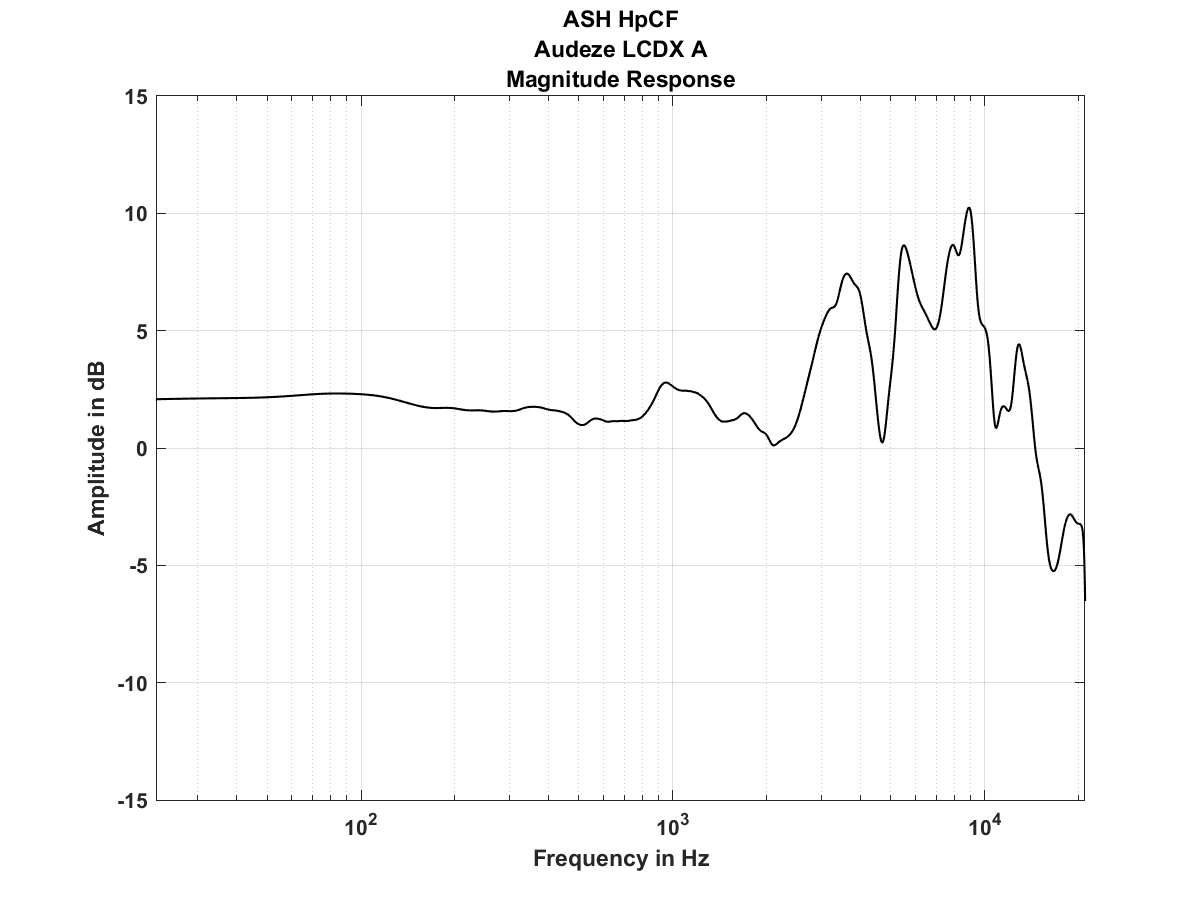 ASH HpCF
Audeze LCDX A
Magnitude Response
15
10
5
0
-5
-10
-15
Amplitude in dB
10² 10³ 10⁴
Frequency in Hz